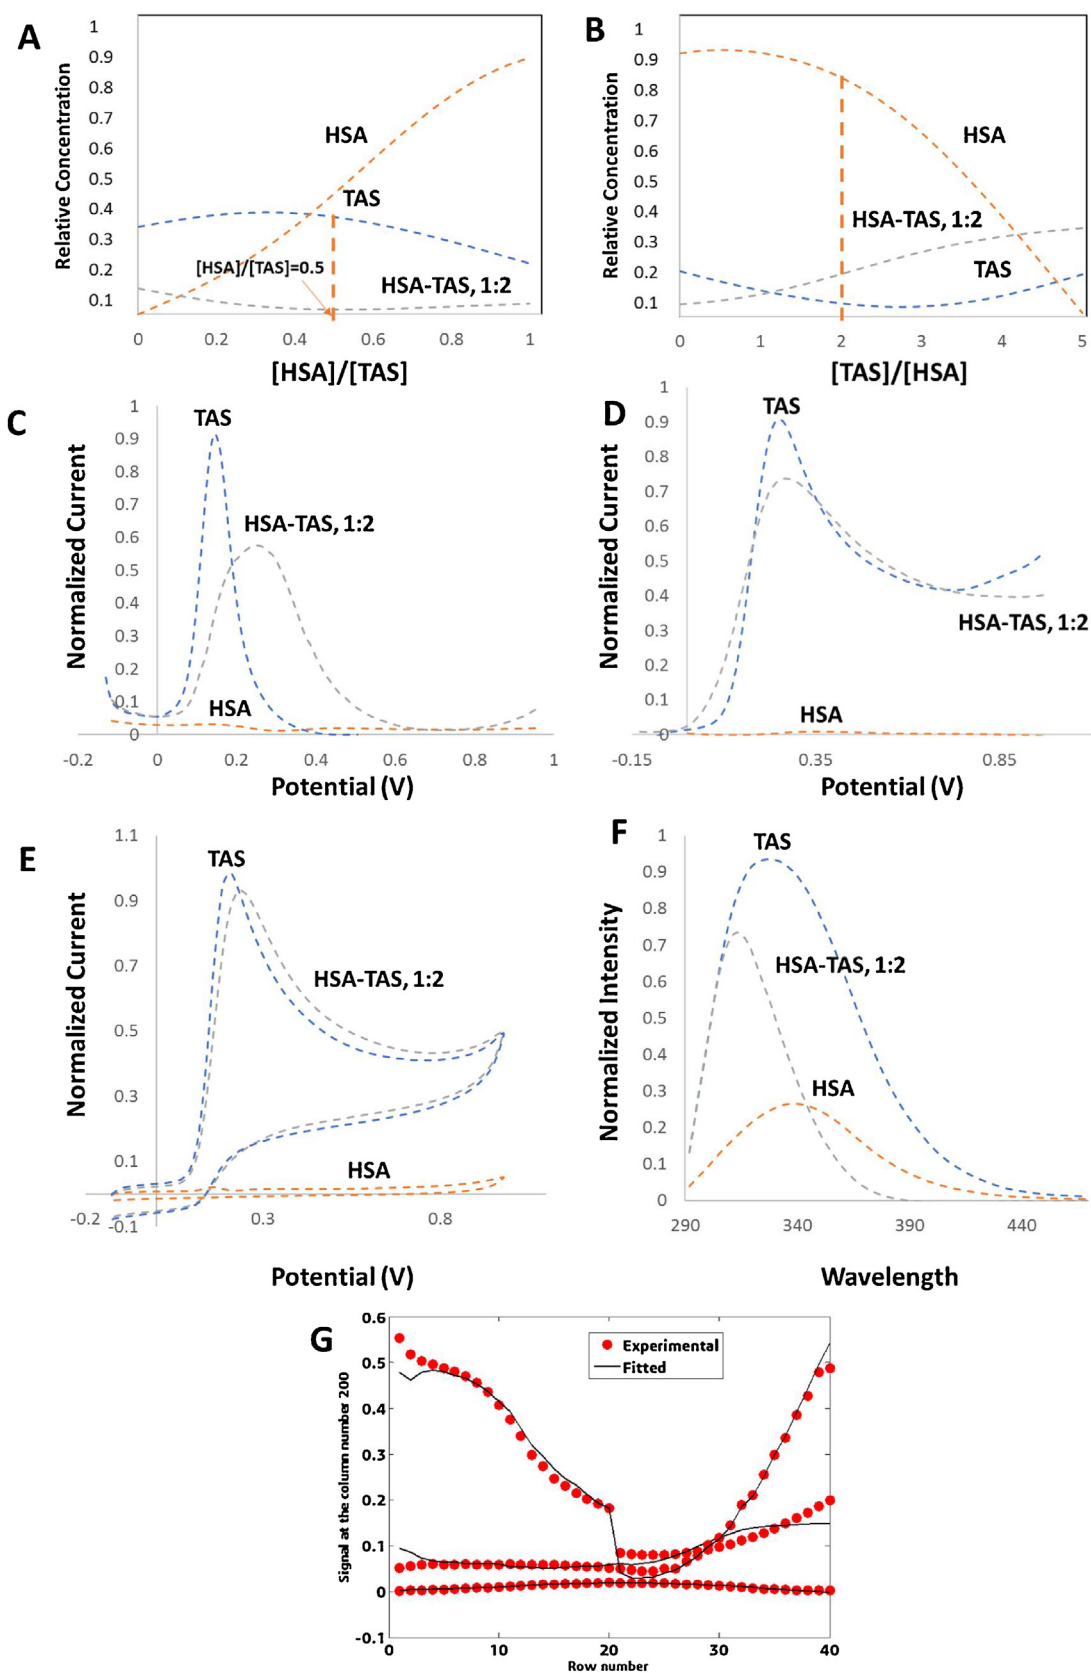 A
Relative Concentration
1
0.9
0.8
0.7
0.6
0.5
0.4
0.3
0.2
0.1
HSA
TAS
[HSA]/[TAS]=0.5
HSA-TAS, 1:2
0 0.2 0.4 0.6 0.8 1
[HSA]/[TAS]
B
Relative Concentration
1
0.9
0.8
0.7
0.6
0.5
0.4
0.3
0.2
0.1
HSA
HSA-TAS, 1:2
TAS
0 1 2 3 4 5
[TAS]/[HSA]
C
Normalized Current
1
0.9
0.8
0.7
0.6
0.5
0.4
0.3
0.2
0.1
0
TAS
HSA-TAS, 1:2
HSA
-0.2 0 0.2 0.4 0.6 0.8 1
Potential (V)
D
Normalized Current
1
0.9
0.8
0.7
0.6
0.5
0.4
0.3
0.2
0.1
0
TAS
HSA-TAS, 1:2
HSA
-0.15 0.35 0.85
Potential (V)
E
Normalized Current
1.1
0.9
0.7
0.5
0.3
0.1
-0.1
TAS
HSA-TAS, 1:2
HSA
-0.2 0.3 0.8
Potential (V)
F
Normalized Intensity
1
0.9
0.8
0.7
0.6
0.5
0.4
0.3
0.2
0.1
0
TAS
HSA-TAS, 1:2
HSA
290 340 390 440
Wavelength
G
Signal at the column number 200
0.6
0.5
0.4
0.3
0.2
0.1
0
-0.1
Experimental
Fitted
0 10 20 30 40
Row number